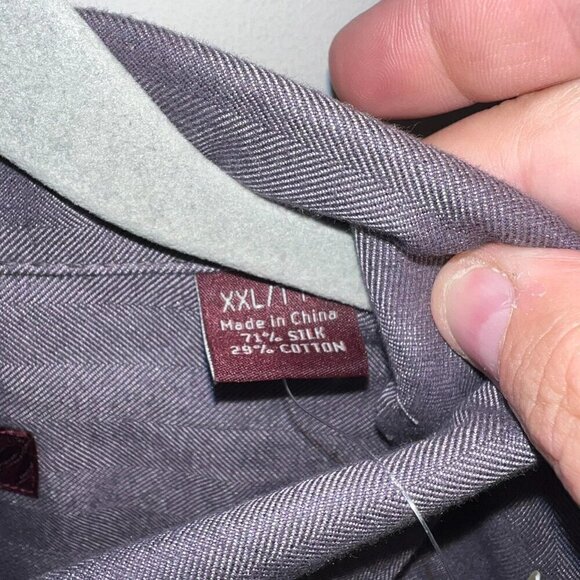 XXL/
Made in China
71% SILK
29% COTTON